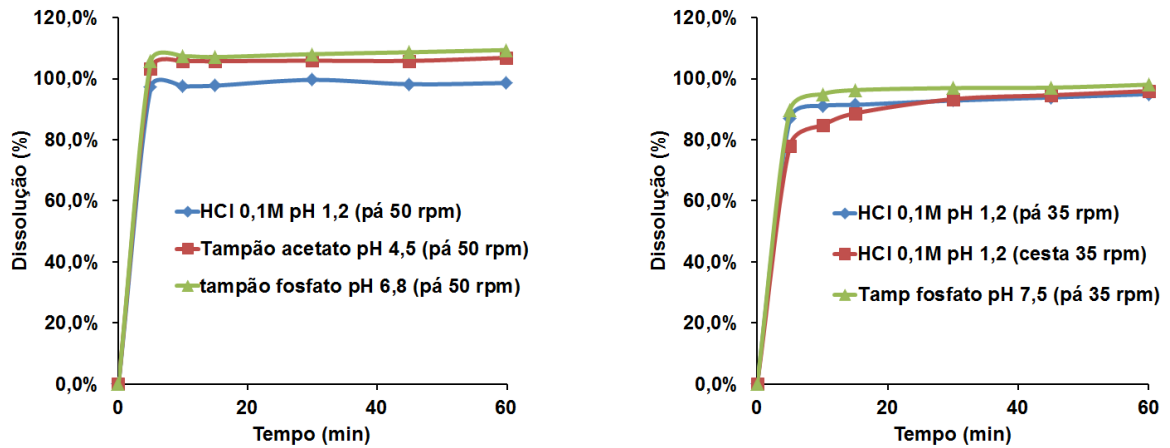 120,0%
100,0%
80,0%
60,0%
40,0%
20,0%
0,0%
Dissolução (%)
HCl 0,1M pH 1,2 (pá 50 rpm)
Tampão acetato pH 4,5 (pá 50 rpm)
tampão fosfato pH 6,8 (pá 50 rpm)
0 20 40 60
Tempo (min)
120,0%
100,0%
80,0%
60,0%
40,0%
20,0%
0,0%
Dissolução (%)
HCl 0,1M pH 1,2 (pá 35 rpm)
HCl 0,1M pH 1,2 (cesta 35 rpm)
Tamp fosfato pH 7,5 (pá 35 rpm)
0 20 40 60
Tempo (min)